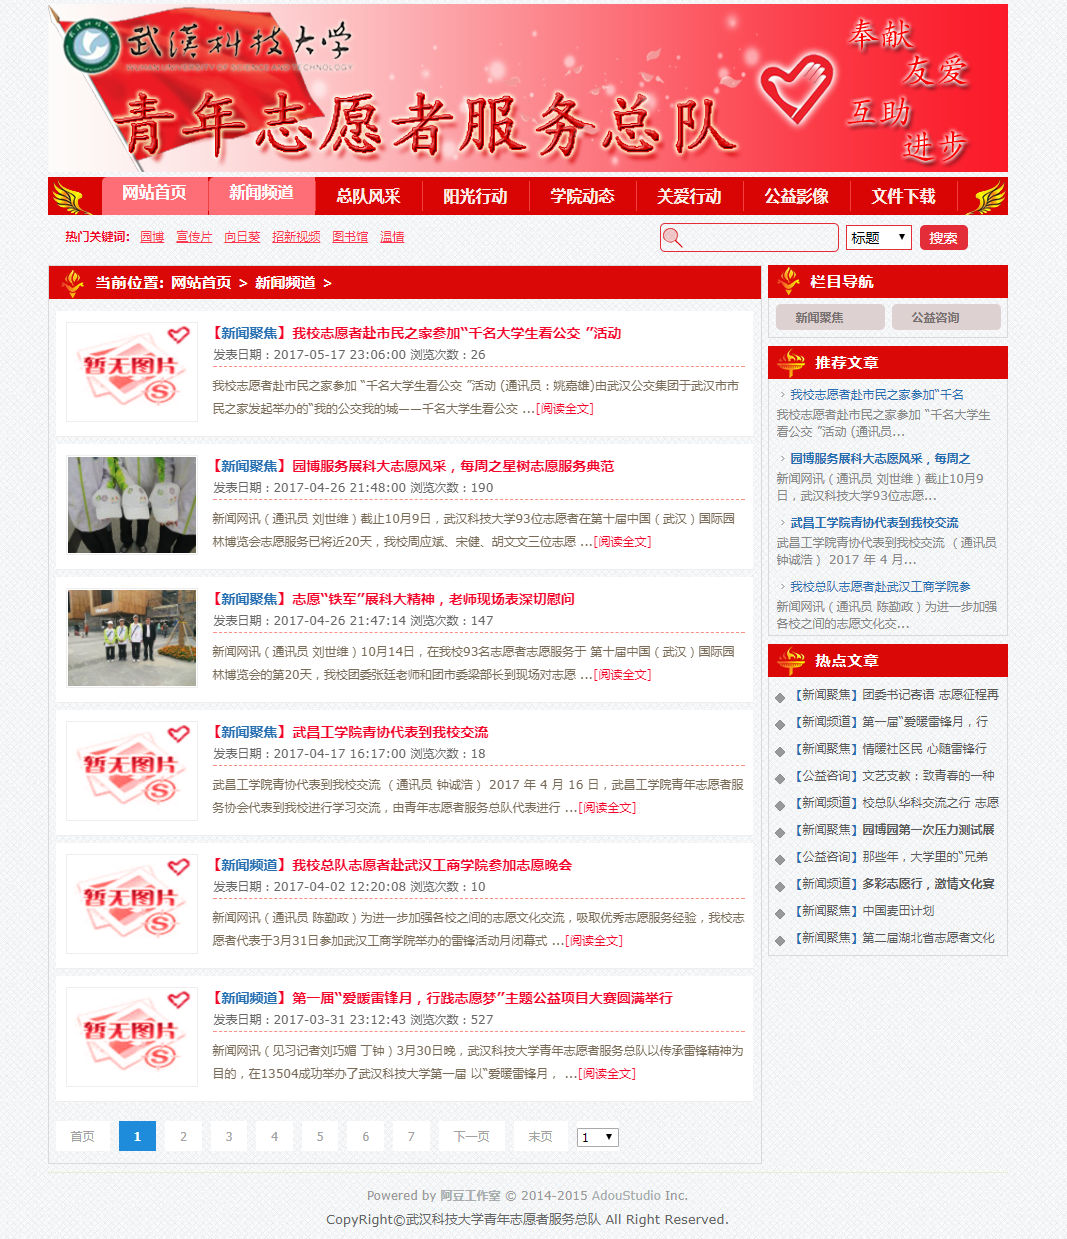 武汉科技大学
WUHAN UNIVERSITY OF SCIENCE AND TECHNOLOGY
青年志愿者服务总队
奉献
友爱
互助
进步
网站首页 新闻频道 总队风采 阳光行动 学院动态 关爱行动 公益影像 文件下载
热门关键词： 园博 宣传片 向日葵 招新视频 图书馆 温情
标题 搜索
当前位置: 网站首页 > 新闻频道 >
暂无图片
【新闻聚焦】我校志愿者赴市民之家参加“千名大学生看公交 ”活动
发表日期：2017-05-17 23:06:00 浏览次数：26
我校志愿者赴市民之家参加 “千名大学生看公交 ”活动 (通讯员：姚嘉雄)由武汉公交集团于武汉市市
民之家发起举办的“我的公交我的城——千名大学生看公交 ...[阅读全文]
【新闻聚焦】园博服务展科大志愿风采，每周之星树志愿服务典范
发表日期：2017-04-26 21:48:00 浏览次数：190
新闻网讯（通讯员 刘世维）截止10月9日，武汉科技大学93位志愿者在第十届中国（武汉）国际园
林博览会志愿服务已将近20天，我校周应斌、宋健、胡文文三位志愿 ...[阅读全文]
【新闻聚焦】志愿“铁军”展科大精神，老师现场表深切慰问
发表日期：2017-04-26 21:47:14 浏览次数：147
新闻网讯（通讯员 刘世维）10月14日，在我校93名志愿者志愿服务于 第十届中国（武汉）国际园
林博览会的第20天，我校团委张廷老师和团市委梁部长到现场对志愿 ...[阅读全文]
暂无图片
【新闻聚焦】武昌工学院青协代表到我校交流
发表日期：2017-04-17 16:17:00 浏览次数：18
武昌工学院青协代表到我校交流 （ 通讯员 钟诚浩 ） 2017 年 4 月 16 日，武昌工学院青年志愿者服
务协会代表到我校进行学习交流，由青年志愿者服务总队代表进行 ...[阅读全文]
暂无图片
【新闻频道】我校总队志愿者赴武汉工商学院参加志愿晚会
发表日期：2017-04-02 12:20:08 浏览次数：10
新闻网讯（通讯员 陈勤政）为进一步加强各校之间的志愿文化交流，吸取优秀志愿服务经验，我校志
愿者代表于3月31日参加武汉工商学院举办的雷锋活动月闭幕式 ...[阅读全文]
暂无图片
【新闻频道】第一届“爱暖雷锋月，行践志愿梦”主题公益项目大赛圆满举行
发表日期：2017-03-31 23:12:43 浏览次数：527
新闻网讯（见习记者刘巧媚 丁钟）3月30日晚，武汉科技大学青年志愿者服务总队以传承雷锋精神为
目的，在13504成功举办了武汉科技大学第一届 以“爱暖雷锋月， ...[阅读全文]
首页 1 2 3 4 5 6 7 下一页 末页 1
栏目导航
新闻聚焦 公益咨询
推荐文章
我校志愿者赴市民之家参加“千名
我校志愿者赴市民之家参加 “千名大学生
看公交 ”活动 (通讯员...
园博服务展科大志愿风采，每周之
新闻网讯（通讯员 刘世维）截止10月9
日，武汉科技大学93位志愿...
武昌工学院青协代表到我校交流
武昌工学院青协代表到我校交流 （ 通讯员
钟诚浩 ） 2017 年 4 月...
我校总队志愿者赴武汉工商学院参
新闻网讯（通讯员 陈勤政）为进一步加强
各校之间的志愿文化交...
热点文章
【新闻聚焦】团委书记寄语 志愿征程再
【新闻频道】第一届“爱暖雷锋月，行
【新闻聚焦】情暖社区民 心随雷锋行
【公益咨询】文艺支教：致青春的一种
【新闻频道】校总队华科交流之行 志愿
【新闻聚焦】园博园第一次压力测试展
【公益咨询】那些年，大学里的“兄弟
【新闻频道】多彩志愿行，激情文化宴
【新闻聚焦】中国麦田计划
【新闻聚焦】第二届湖北省志愿者文化
Powered by 阿豆工作室 © 2014-2015 AdouStudio Inc.
CopyRight©武汉科技大学青年志愿者服务总队 All Right Reserved.